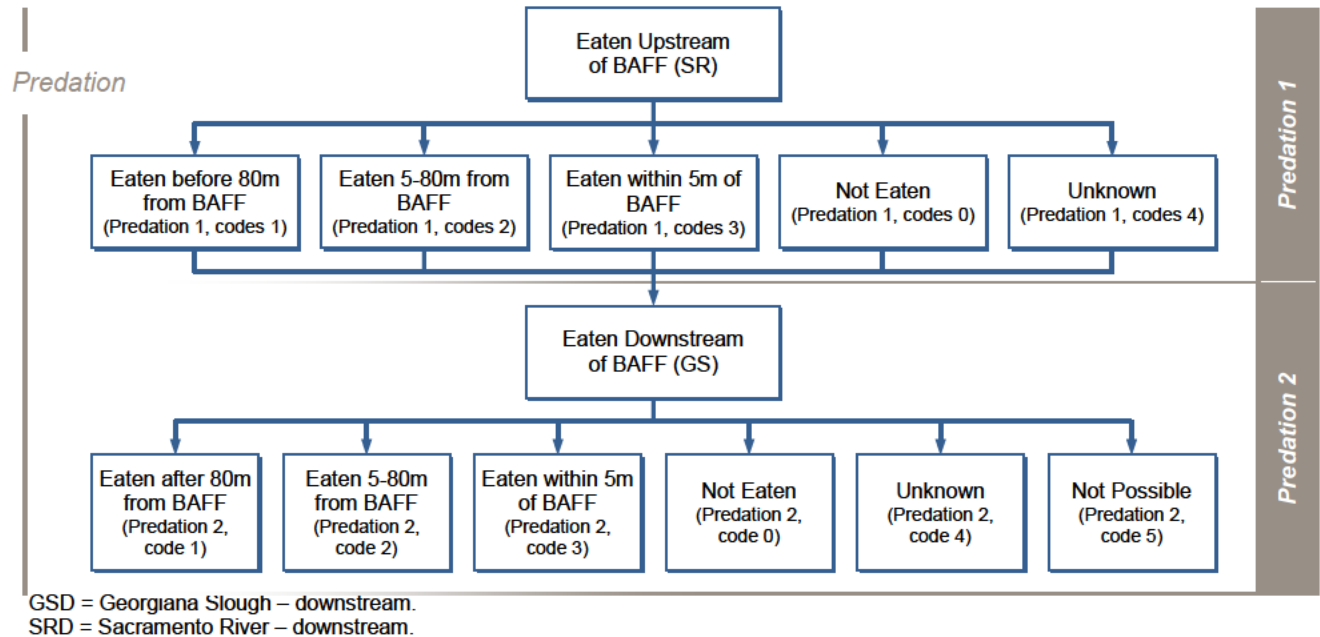 Predation
Eaten Upstream
of BAFF (SR)
Predation 1
Eaten before 80m
from BAFF
(Predation 1, codes 1)
Eaten 5-80m from
BAFF
(Predation 1, codes 2)
Eaten within 5m of
BAFF
(Predation 1, codes 3)
Not Eaten
(Predation 1, codes 0)
Unknown
(Predation 1, codes 4)
Eaten Downstream
of BAFF (GS)
Predation 2
Eaten after 80m
from BAFF
(Predation 2,
code 1)
Eaten 5-80m
from BAFF
(Predation 2,
code 2)
Eaten within 5m
of BAFF
(Predation 2,
code 3)
Not Eaten
(Predation 2,
code 0)
Unknown
(Predation 2,
code 4)
Not Possible
(Predation 2,
code 5)
GSD = Georgiana Slough – downstream.
SRD = Sacramento River – downstream.